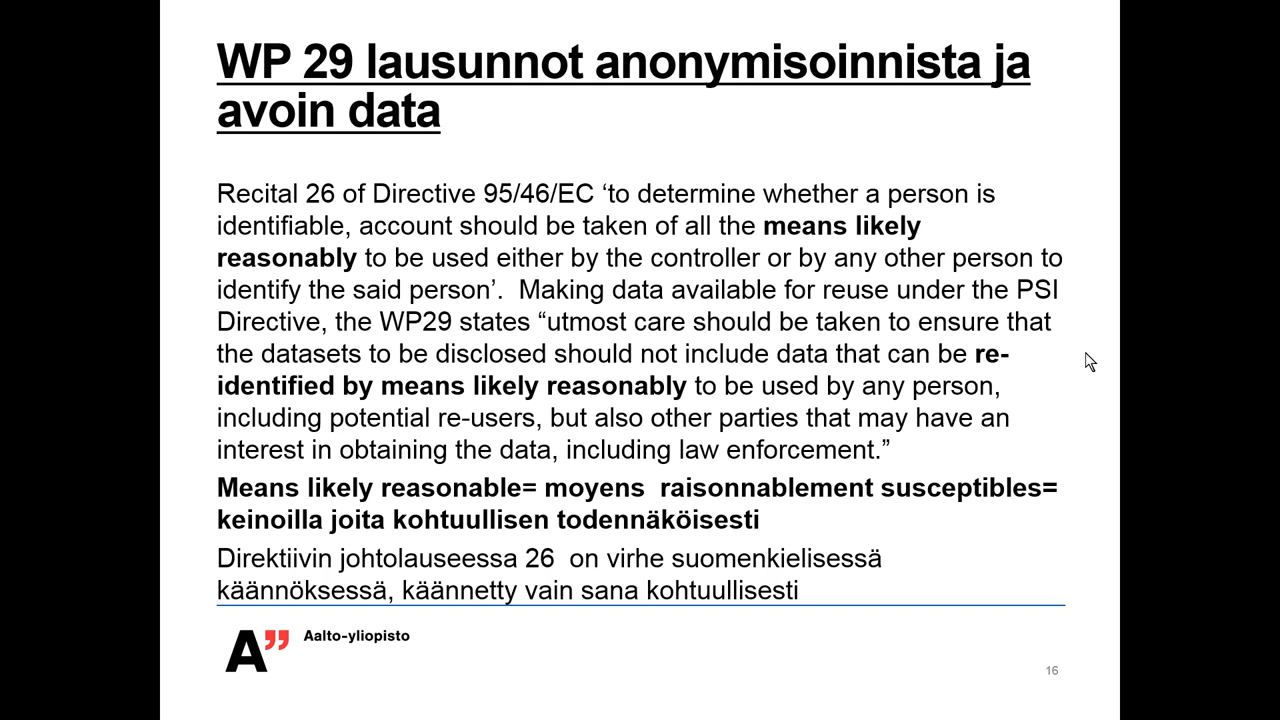 WP 29 lausunnot anonymisoinnista ja
avoin data
Recital 26 of Directive 95/46/EC ‘to determine whether a person is
identifiable, account should be taken of all the means likely
reasonably to be used either by the controller or by any other person to
identify the said person’.  Making data available for reuse under the PSI
Directive, the WP29 states “utmost care should be taken to ensure that
the datasets to be disclosed should not include data that can be re-
identified by means likely reasonably to be used by any person,
including potential re-users, but also other parties that may have an
interest in obtaining the data, including law enforcement.”
Means likely reasonable= moyens  raisonnablement susceptibles=
keinoilla joita kohtuullisen todennäköisesti
Direktiivin johtolauseessa 26  on virhe suomenkielisessä
käännöksessä, käännetty vain sana kohtuullisesti
A” Aalto-yliopisto
16